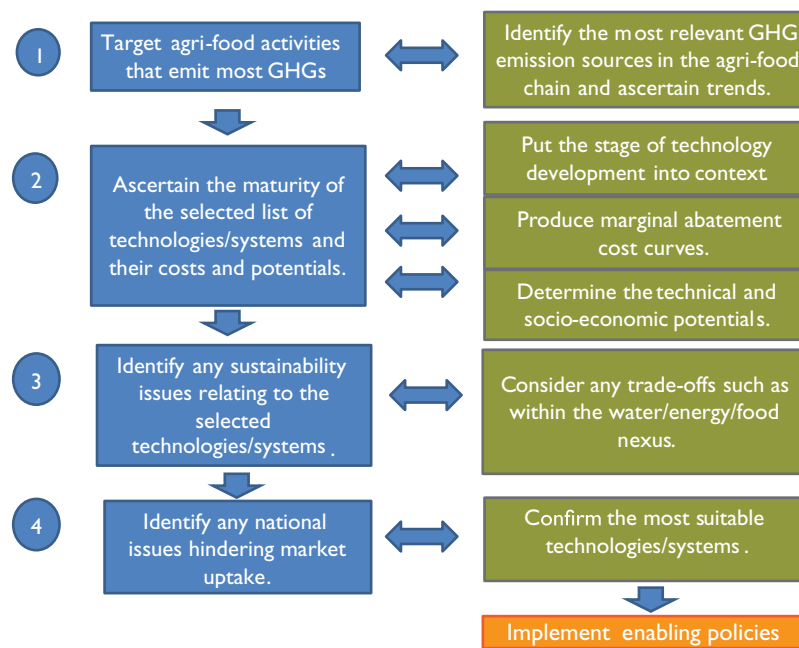 1
Target agri-food activities
that emit most GHGs
Identify the most relevant GHG
emission sources in the agri-food
chain and ascertain trends.
2
Ascertain the maturity of
the selected list of
technologies/systems and
their costs and potentials.
Put the stage of technology
development into context
Produce marginal abatement
cost curves.
Determine the technical and
socio-economic potentials.
3
Identify any sustainability
issues relating to the
selected
technologies/systems .
Consider any trade-offs such as
within the water/energy/food
nexus.
4
Identify any national
issues hindering market
uptake.
Confirm the most suitable
technologies/systems .
Implement enabling policies